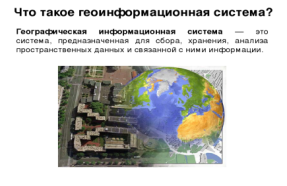 Что такое геоинформационная система?
Географическая информационная система — это
система, предназначенная для сбора, хранения, анализа
пространственных данных и связанной с ними информации.